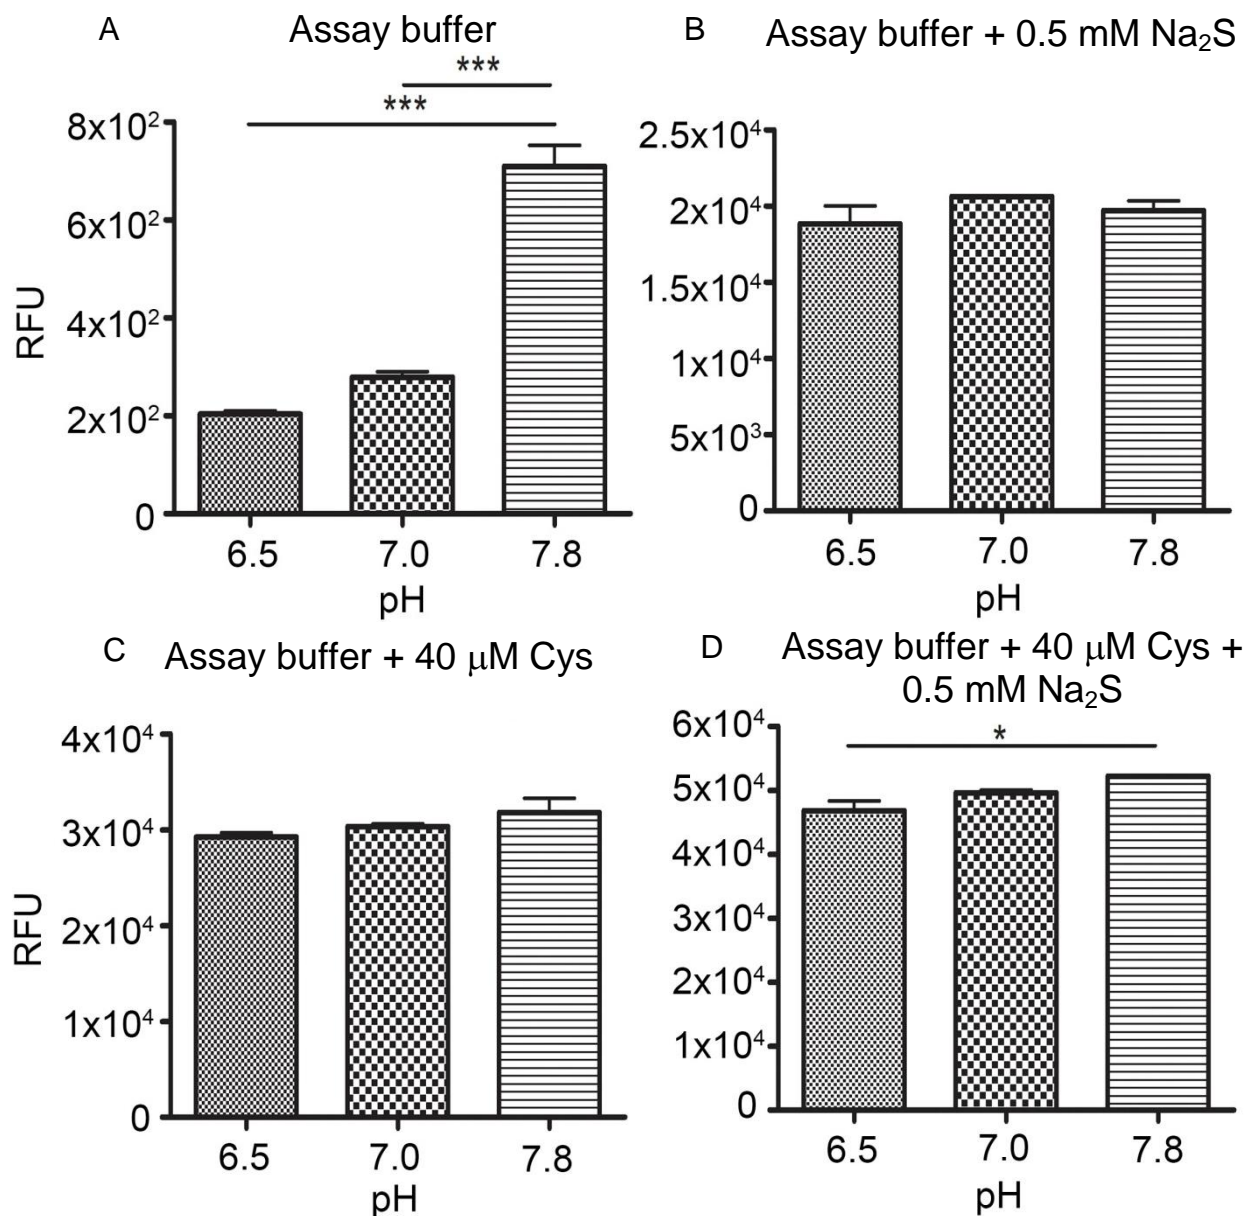 A Assay buffer
***
***
8x10²
6x10²
4x10²
2x10²
0
RFU
6.5 7.0 7.8
pH
B Assay buffer + 0.5 mM Na₂S
2.5x10⁴
2x10⁴
1.5x10⁴
1x10⁴
5x10³
0
6.5 7.0 7.8
pH
C Assay buffer + 40 μM Cys
4x10⁴
3x10⁴
2x10⁴
1x10⁴
0
RFU
6.5 7.0 7.8
pH
D Assay buffer + 40 μM Cys +
0.5 mM Na₂S
*
6x10⁴
5x10⁴
4x10⁴
3x10⁴
2x10⁴
1x10⁴
0
6.5 7.0 7.8
pH